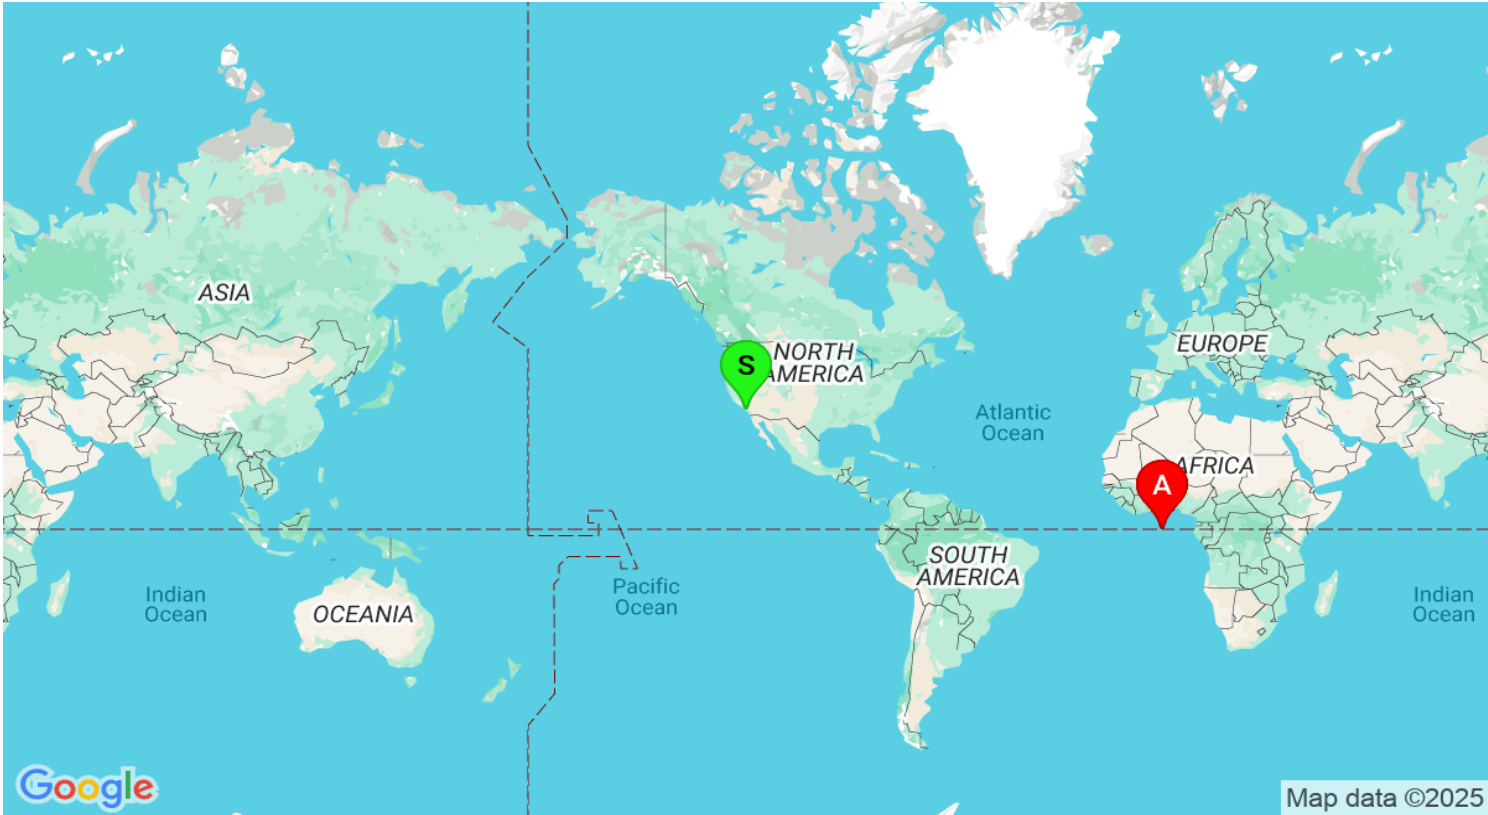 ASIA
NORTH
AMERICA
S
EUROPE
Atlantic
Ocean
AFRICA
A
SOUTH
AMERICA
Pacific
Ocean
Indian
Ocean
OCEANIA
Indian
Ocean
Google
Map data ©2025